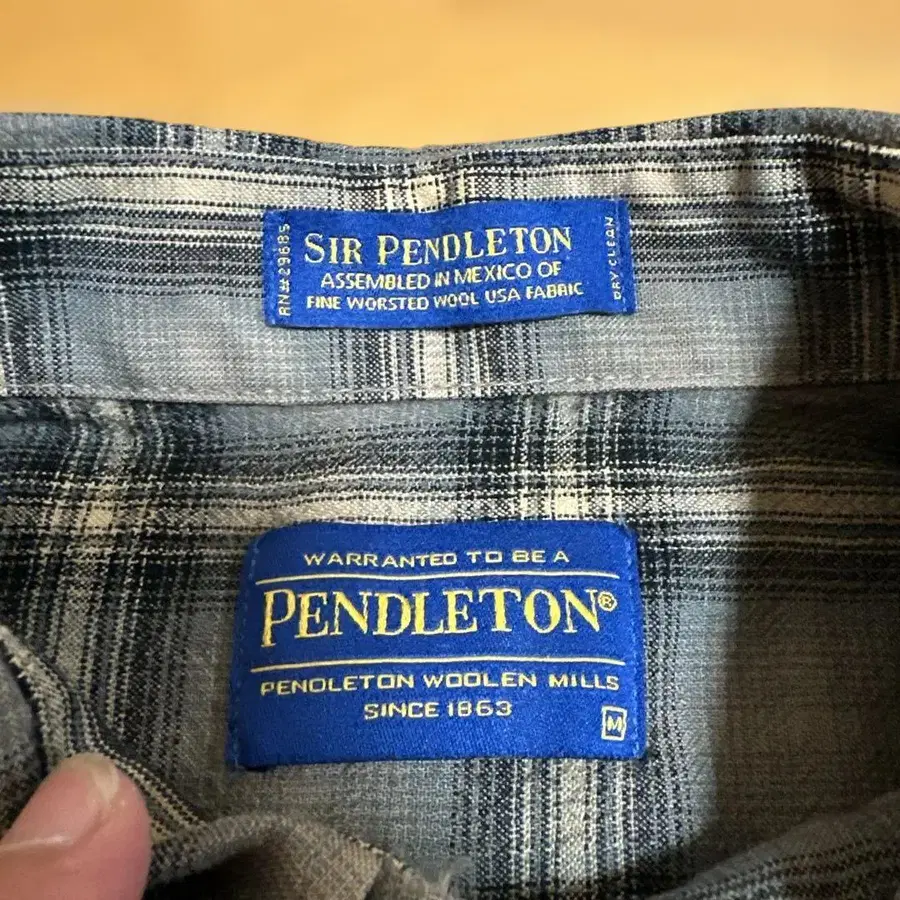 RN#29685
SIR PENDLETON
ASSEMBLED IN MEXICO OF
FINE WORSTED WOOL USA FABRIC
DRY CLEAN
WARRANTED TO BE A
PENDLETON®
PENDLETON WOOLEN MILLS
SINCE 1863
M